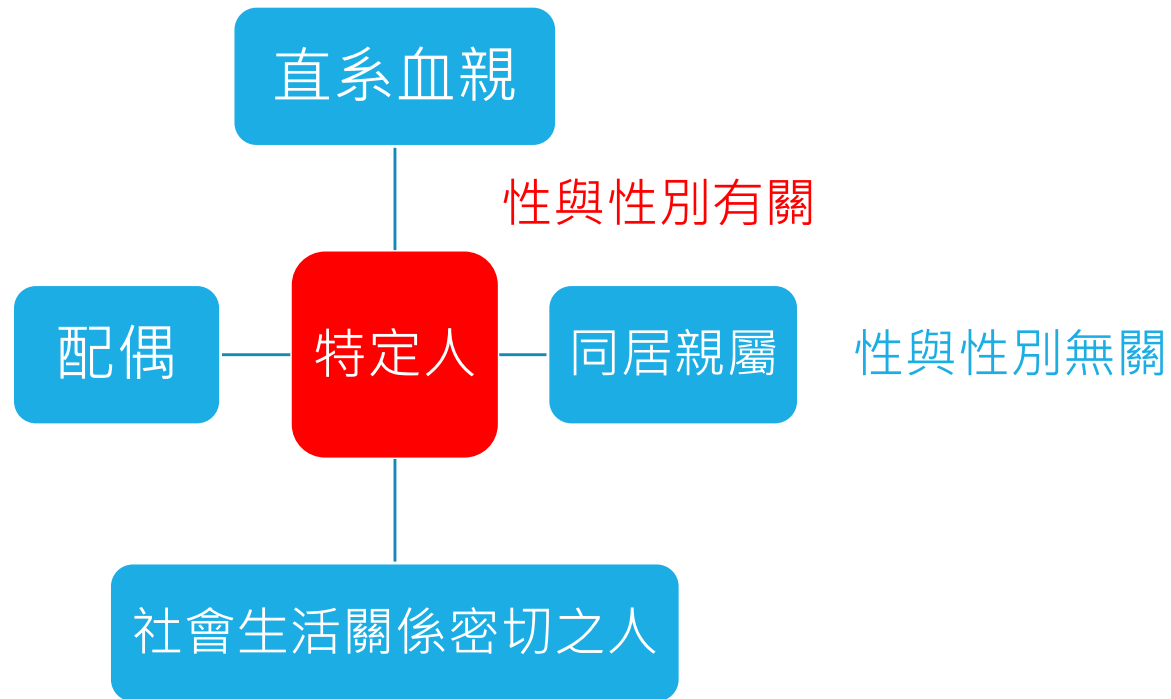 直系血親
性與性別有關
配偶
特定人
同居親屬
性與性別無關
社會生活關係密切之人